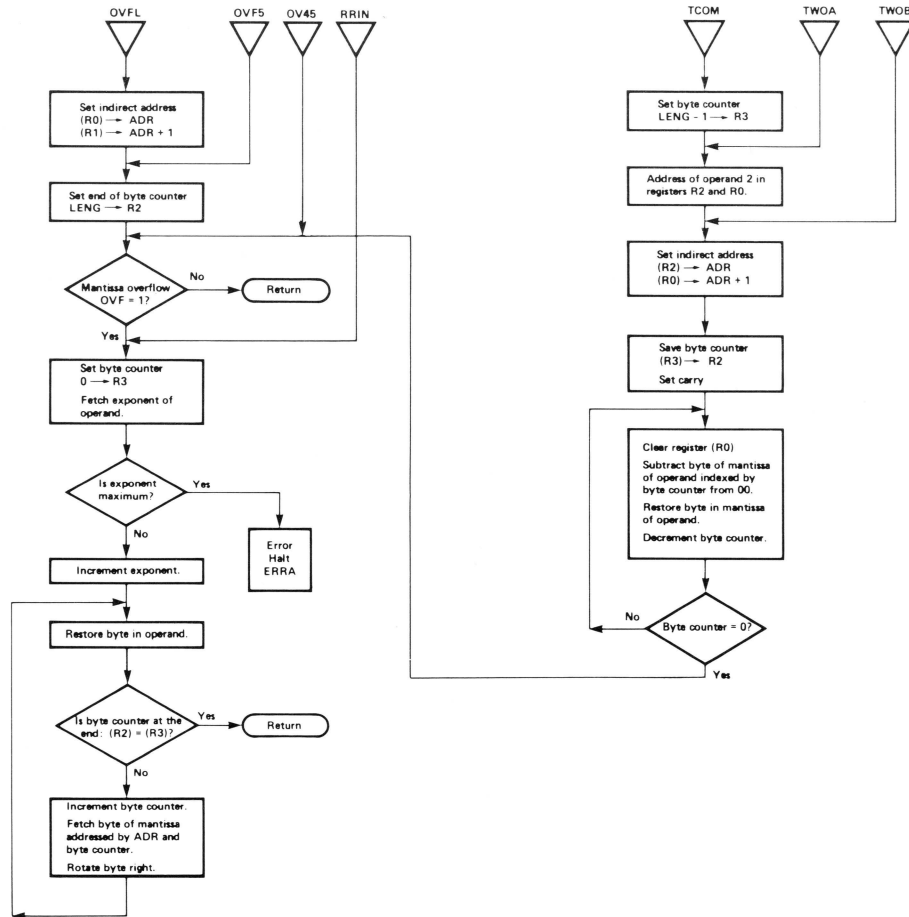 OVFL
OVF5
OV45
RRIN
Set indirect address
(R0) → ADR
(R1) → ADR + 1
Set end of byte counter
LENG → R2
Mantissa overflow
OVF = 1?
No
Return
Yes
Set byte counter
0 → R3
Fetch exponent of
operand.
Is exponent
maximum?
Yes
No
Error
Halt
ERRA
Increment exponent.
Restore byte in operand.
Is byte counter at the
end: (R2) = (R3)?
Yes
Return
No
Increment byte counter.
Fetch byte of mantissa
addressed by ADR and
byte counter.
Rotate byte right.
TCOM
TWOA
TWOB
Set byte counter
LENG - 1 → R3
Address of operand 2 in
registers R2 and R0.
Set indirect address
(R2) → ADR
(R0) → ADR + 1
Save byte counter
(R3) → R2
Set carry
Clear register (R0)
Subtract byte of mantissa
of operand indexed by
byte counter from 00.
Restore byte in mantissa
of operand.
Decrement byte counter.
No
Byte counter = 0?
Yes